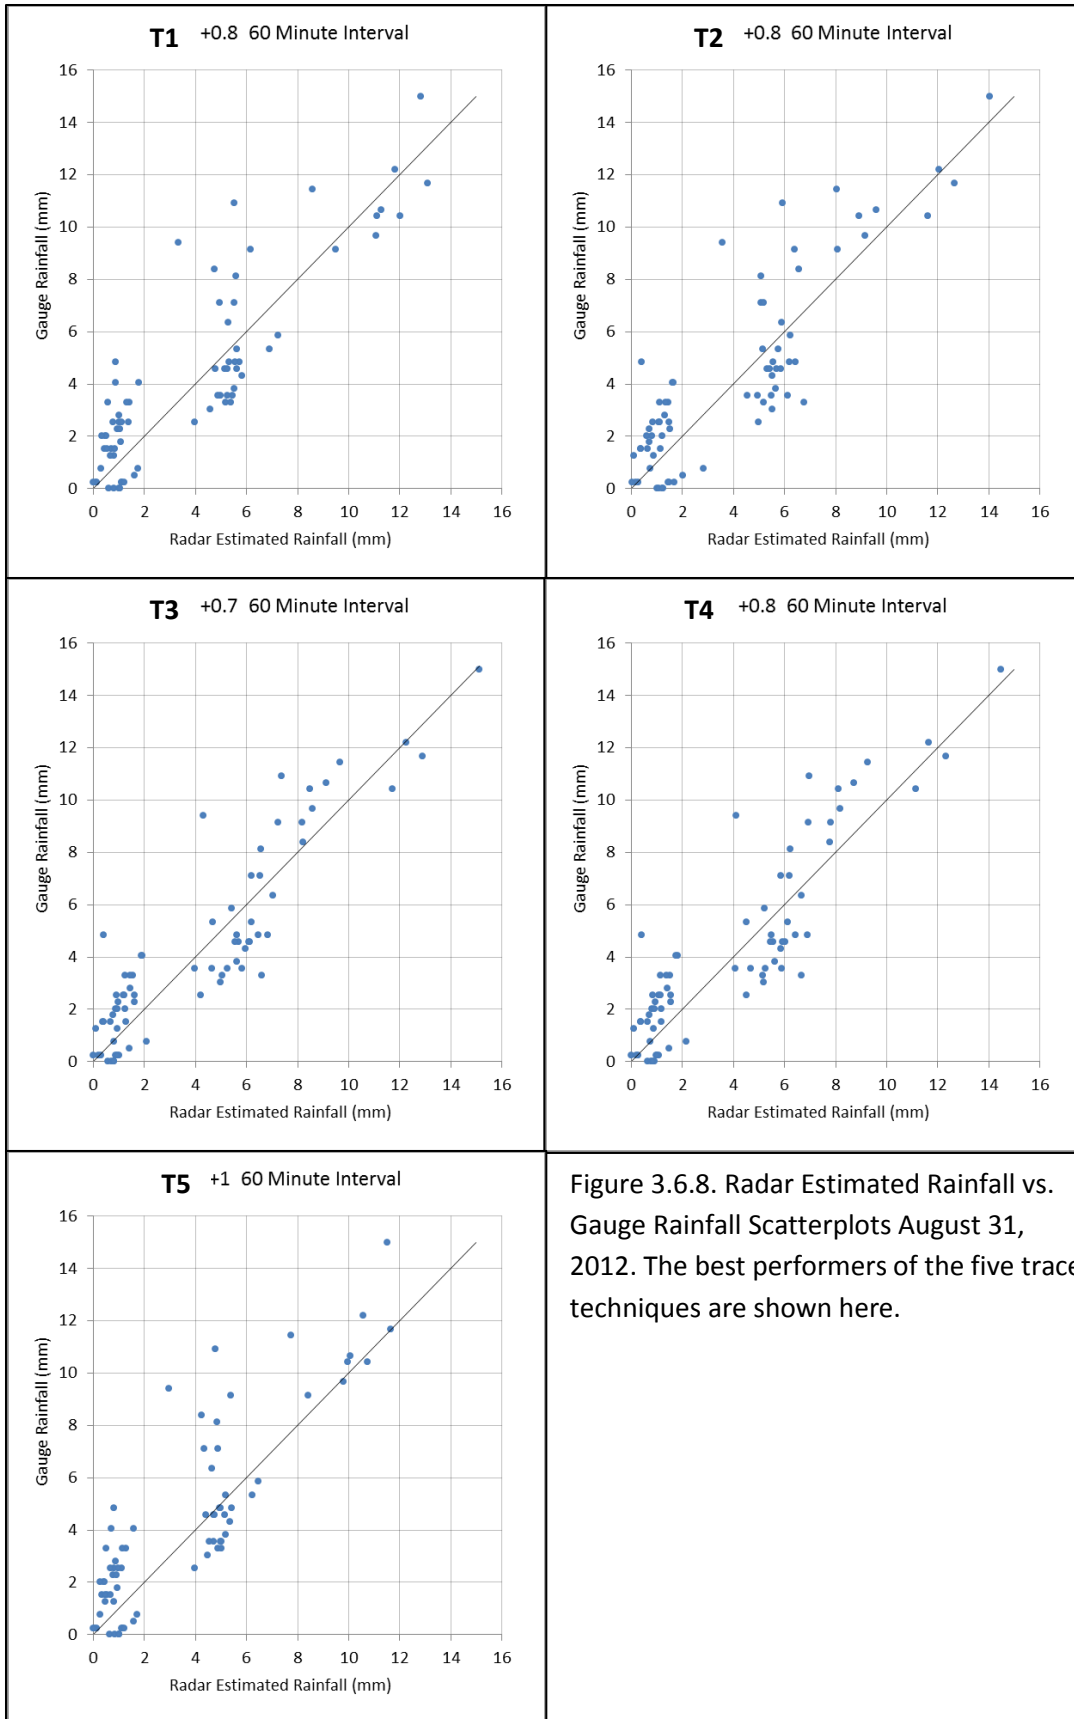 T1 +0.8 60 Minute Interval
16
14
12
10
8
6
4
2
0
Gauge Rainfall (mm)
0 2 4 6 8 10 12 14 16
Radar Estimated Rainfall (mm)
T2 +0.8 60 Minute Interval
16
14
12
10
8
6
4
2
0
Gauge Rainfall (mm)
0 2 4 6 8 10 12 14 16
Radar Estimated Rainfall (mm)
T3 +0.7 60 Minute Interval
16
14
12
10
8
6
4
2
0
Gauge Rainfall (mm)
0 2 4 6 8 10 12 14 16
Radar Estimated Rainfall (mm)
T4 +0.8 60 Minute Interval
16
14
12
10
8
6
4
2
0
Gauge Rainfall (mm)
0 2 4 6 8 10 12 14 16
Radar Estimated Rainfall (mm)
T5 +1 60 Minute Interval
16
14
12
10
8
6
4
2
0
Gauge Rainfall (mm)
0 2 4 6 8 10 12 14 16
Radar Estimated Rainfall (mm)
Figure 3.6.8. Radar Estimated Rainfall vs.
Gauge Rainfall Scatterplots August 31,
2012. The best performers of the five trace
techniques are shown here.